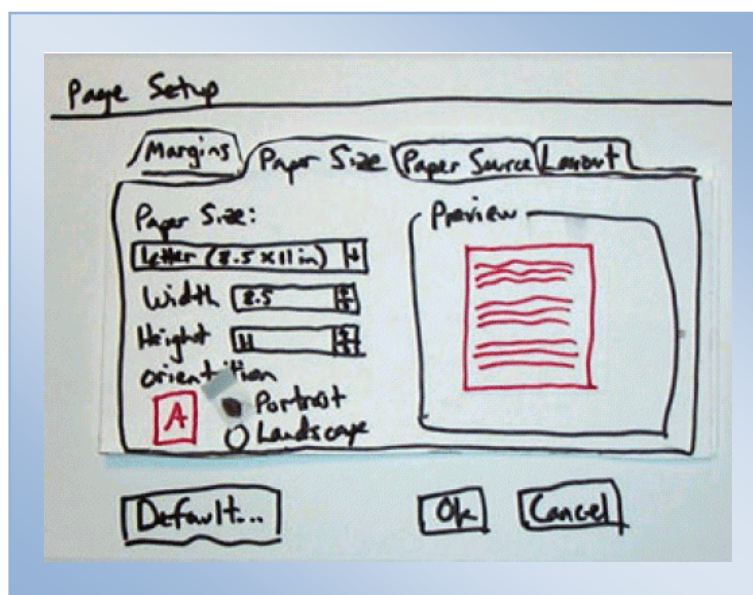 Page Setup
Margins Paper Size Paper Source Layout
Paper Size:
Letter (8.5 x 11 in)
Width 8.5
Height 11
Orientition
A
Portrait
Landscape
Preview
Default... Ok Cancel